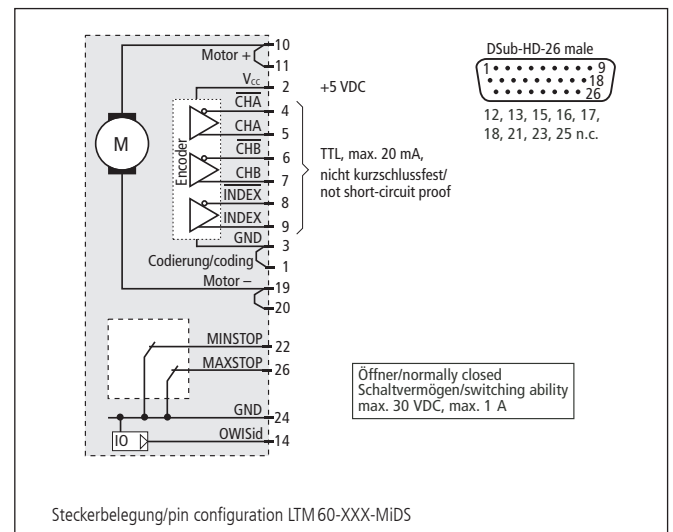 Motor + 10
11
Vcc 2 +5 VDC
CHA 4
CHA 5
CHB 6
CHB 7
INDEX 8
INDEX 9
GND 3
Codierung/coding 1
Motor – 19
20
M
Encoder
TTL, max. 20 mA,
nicht kurzschlussfest/
not short-circuit proof
DSub-HD-26 male
1 9
18
26
12, 13, 15, 16, 17,
18, 21, 23, 25 n.c.
MINSTOP 22
MAXSTOP 26
GND 24
IO OWISid 14
Öffner/normally closed
Schaltvermögen/switching ability
max. 30 VDC, max. 1 A
Steckerbelegung/pin configuration LTM 60-XXX-MiDS